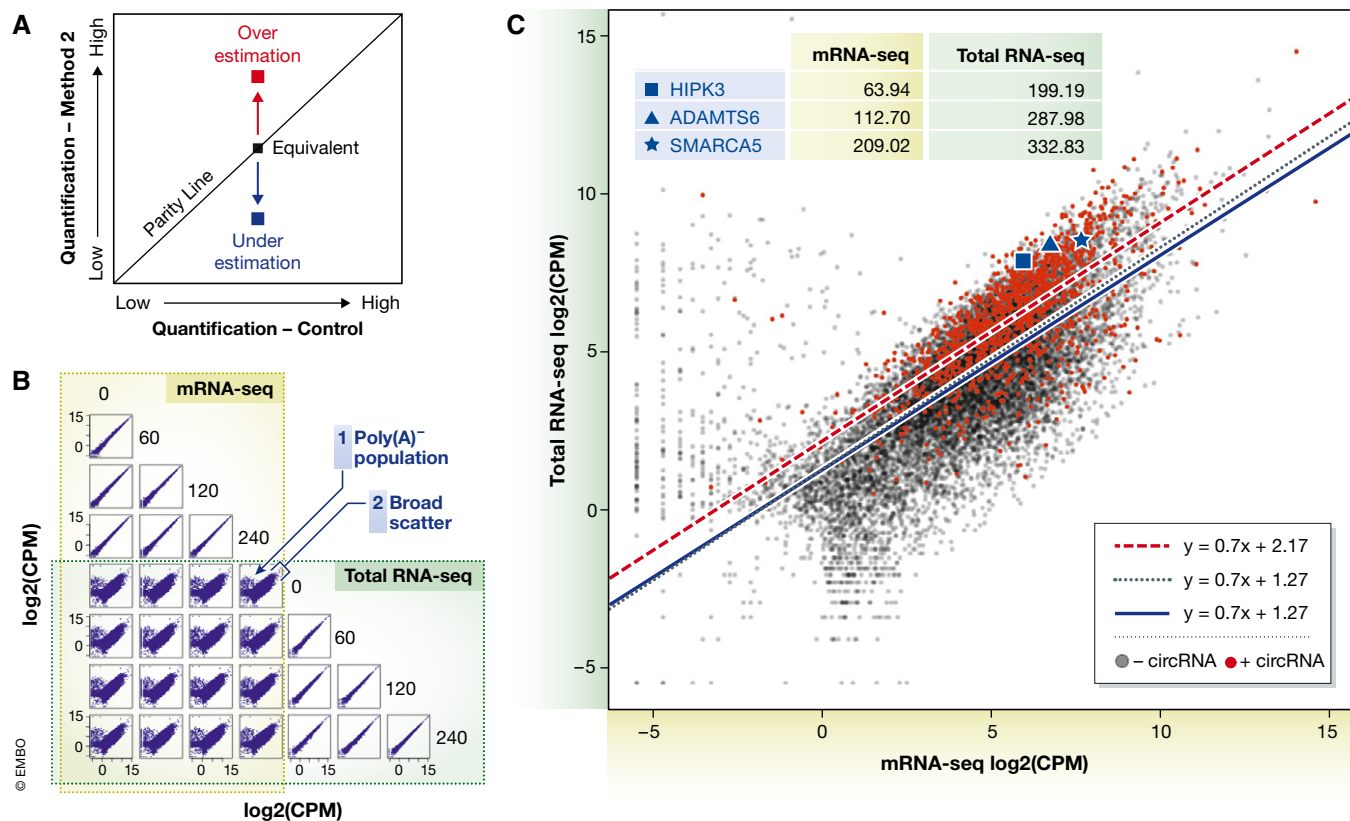 A
Quantification – Method 2
Low
High
Over
estimation
Equivalent
Parity Line
Under
estimation
Low
High
Quantification – Control
B
mRNA-seq
0
15
0
60
15
0
120
15
0
240
1 Poly(A)⁻
population
2 Broad
scatter
Total RNA-seq
0
15
0
60
120
15
0
240
0 15 0 15 0 15
log2(CPM)
log2(CPM)
© EMBO
C
mRNA-seq Total RNA-seq
HIPK3 63.94 199.19
ADAMTS6 112.70 287.98
SMARCA5 209.02 332.83
15
10
5
0
–5
Total RNA-seq log2(CPM)
y = 0.7x + 2.17
y = 0.7x + 1.27
y = 0.7x + 1.27
– circRNA + circRNA
–5 0 5 10 15
mRNA-seq log2(CPM)